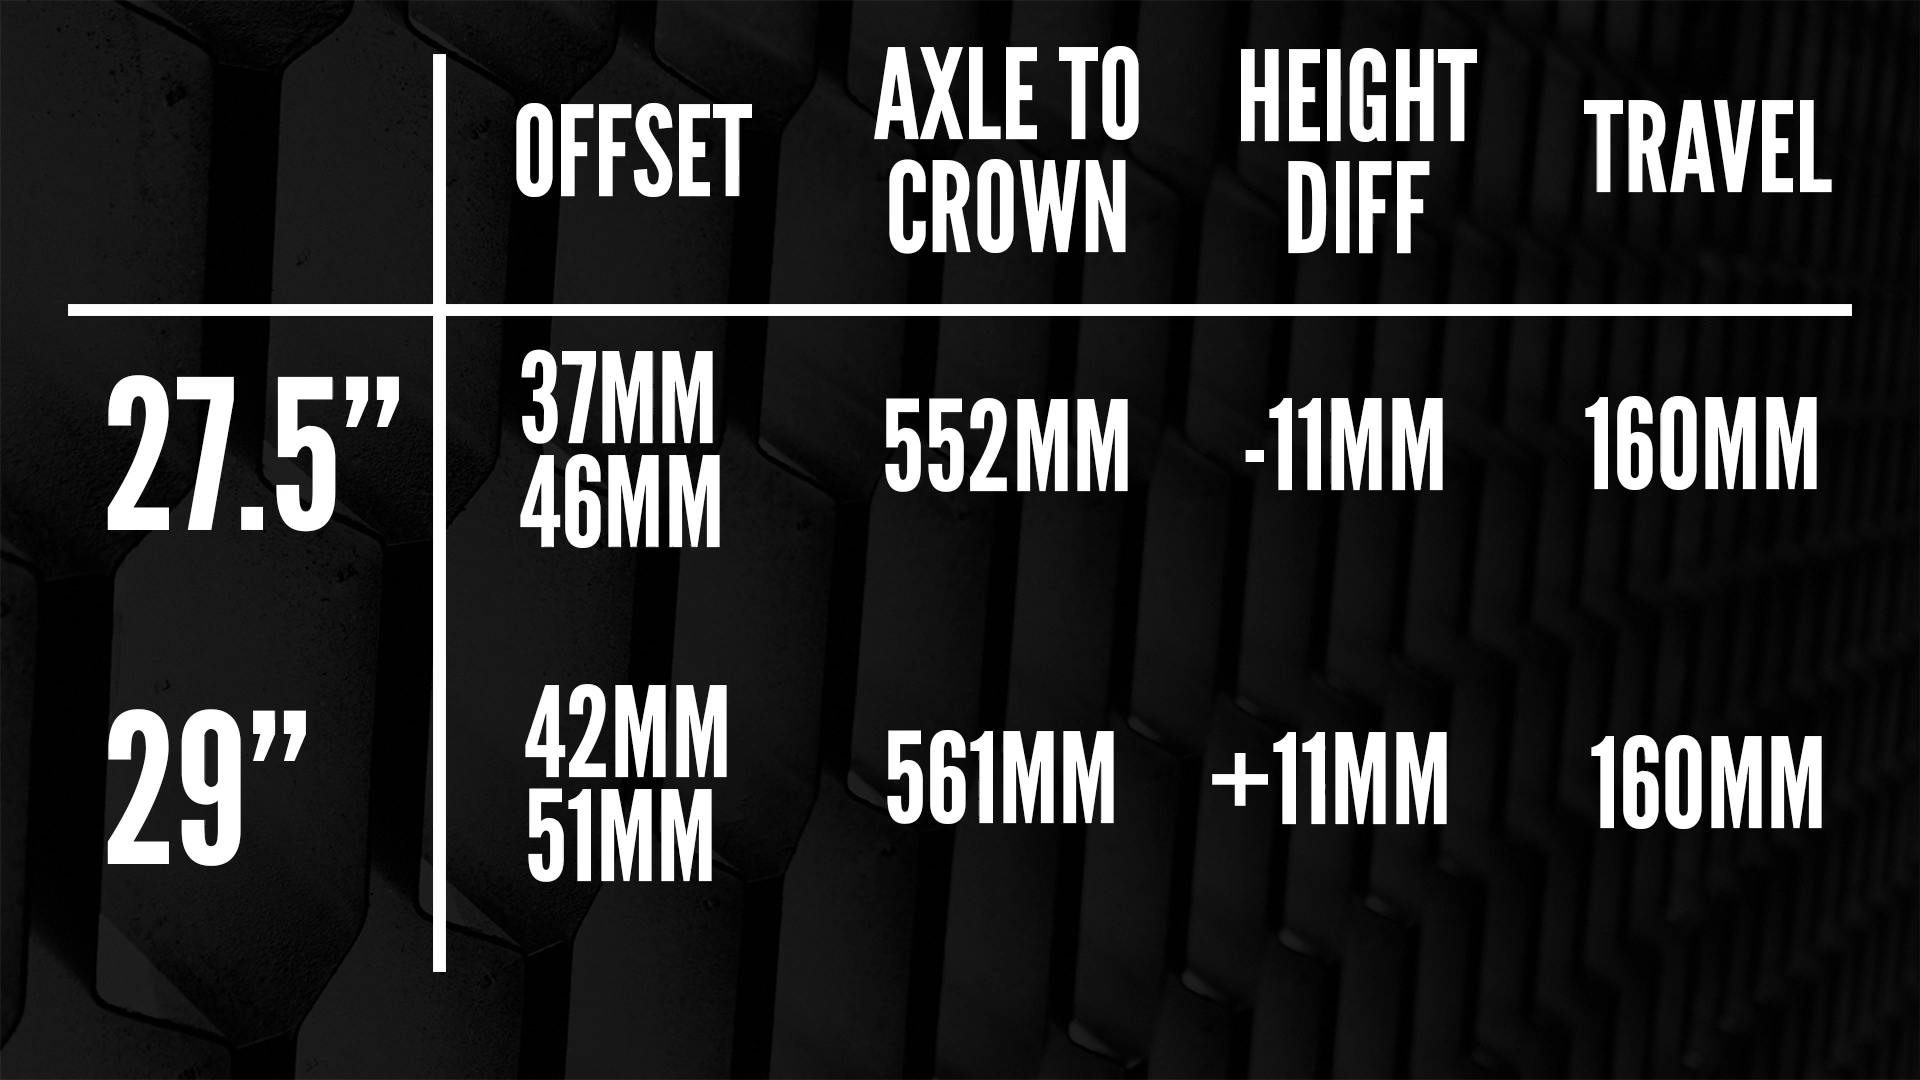 OFFSET
AXLE TO
CROWN
HEIGHT
DIFF
TRAVEL
27.5”
37MM
46MM
552MM
-11MM
160MM
29”
42MM
51MM
561MM
+11MM
160MM